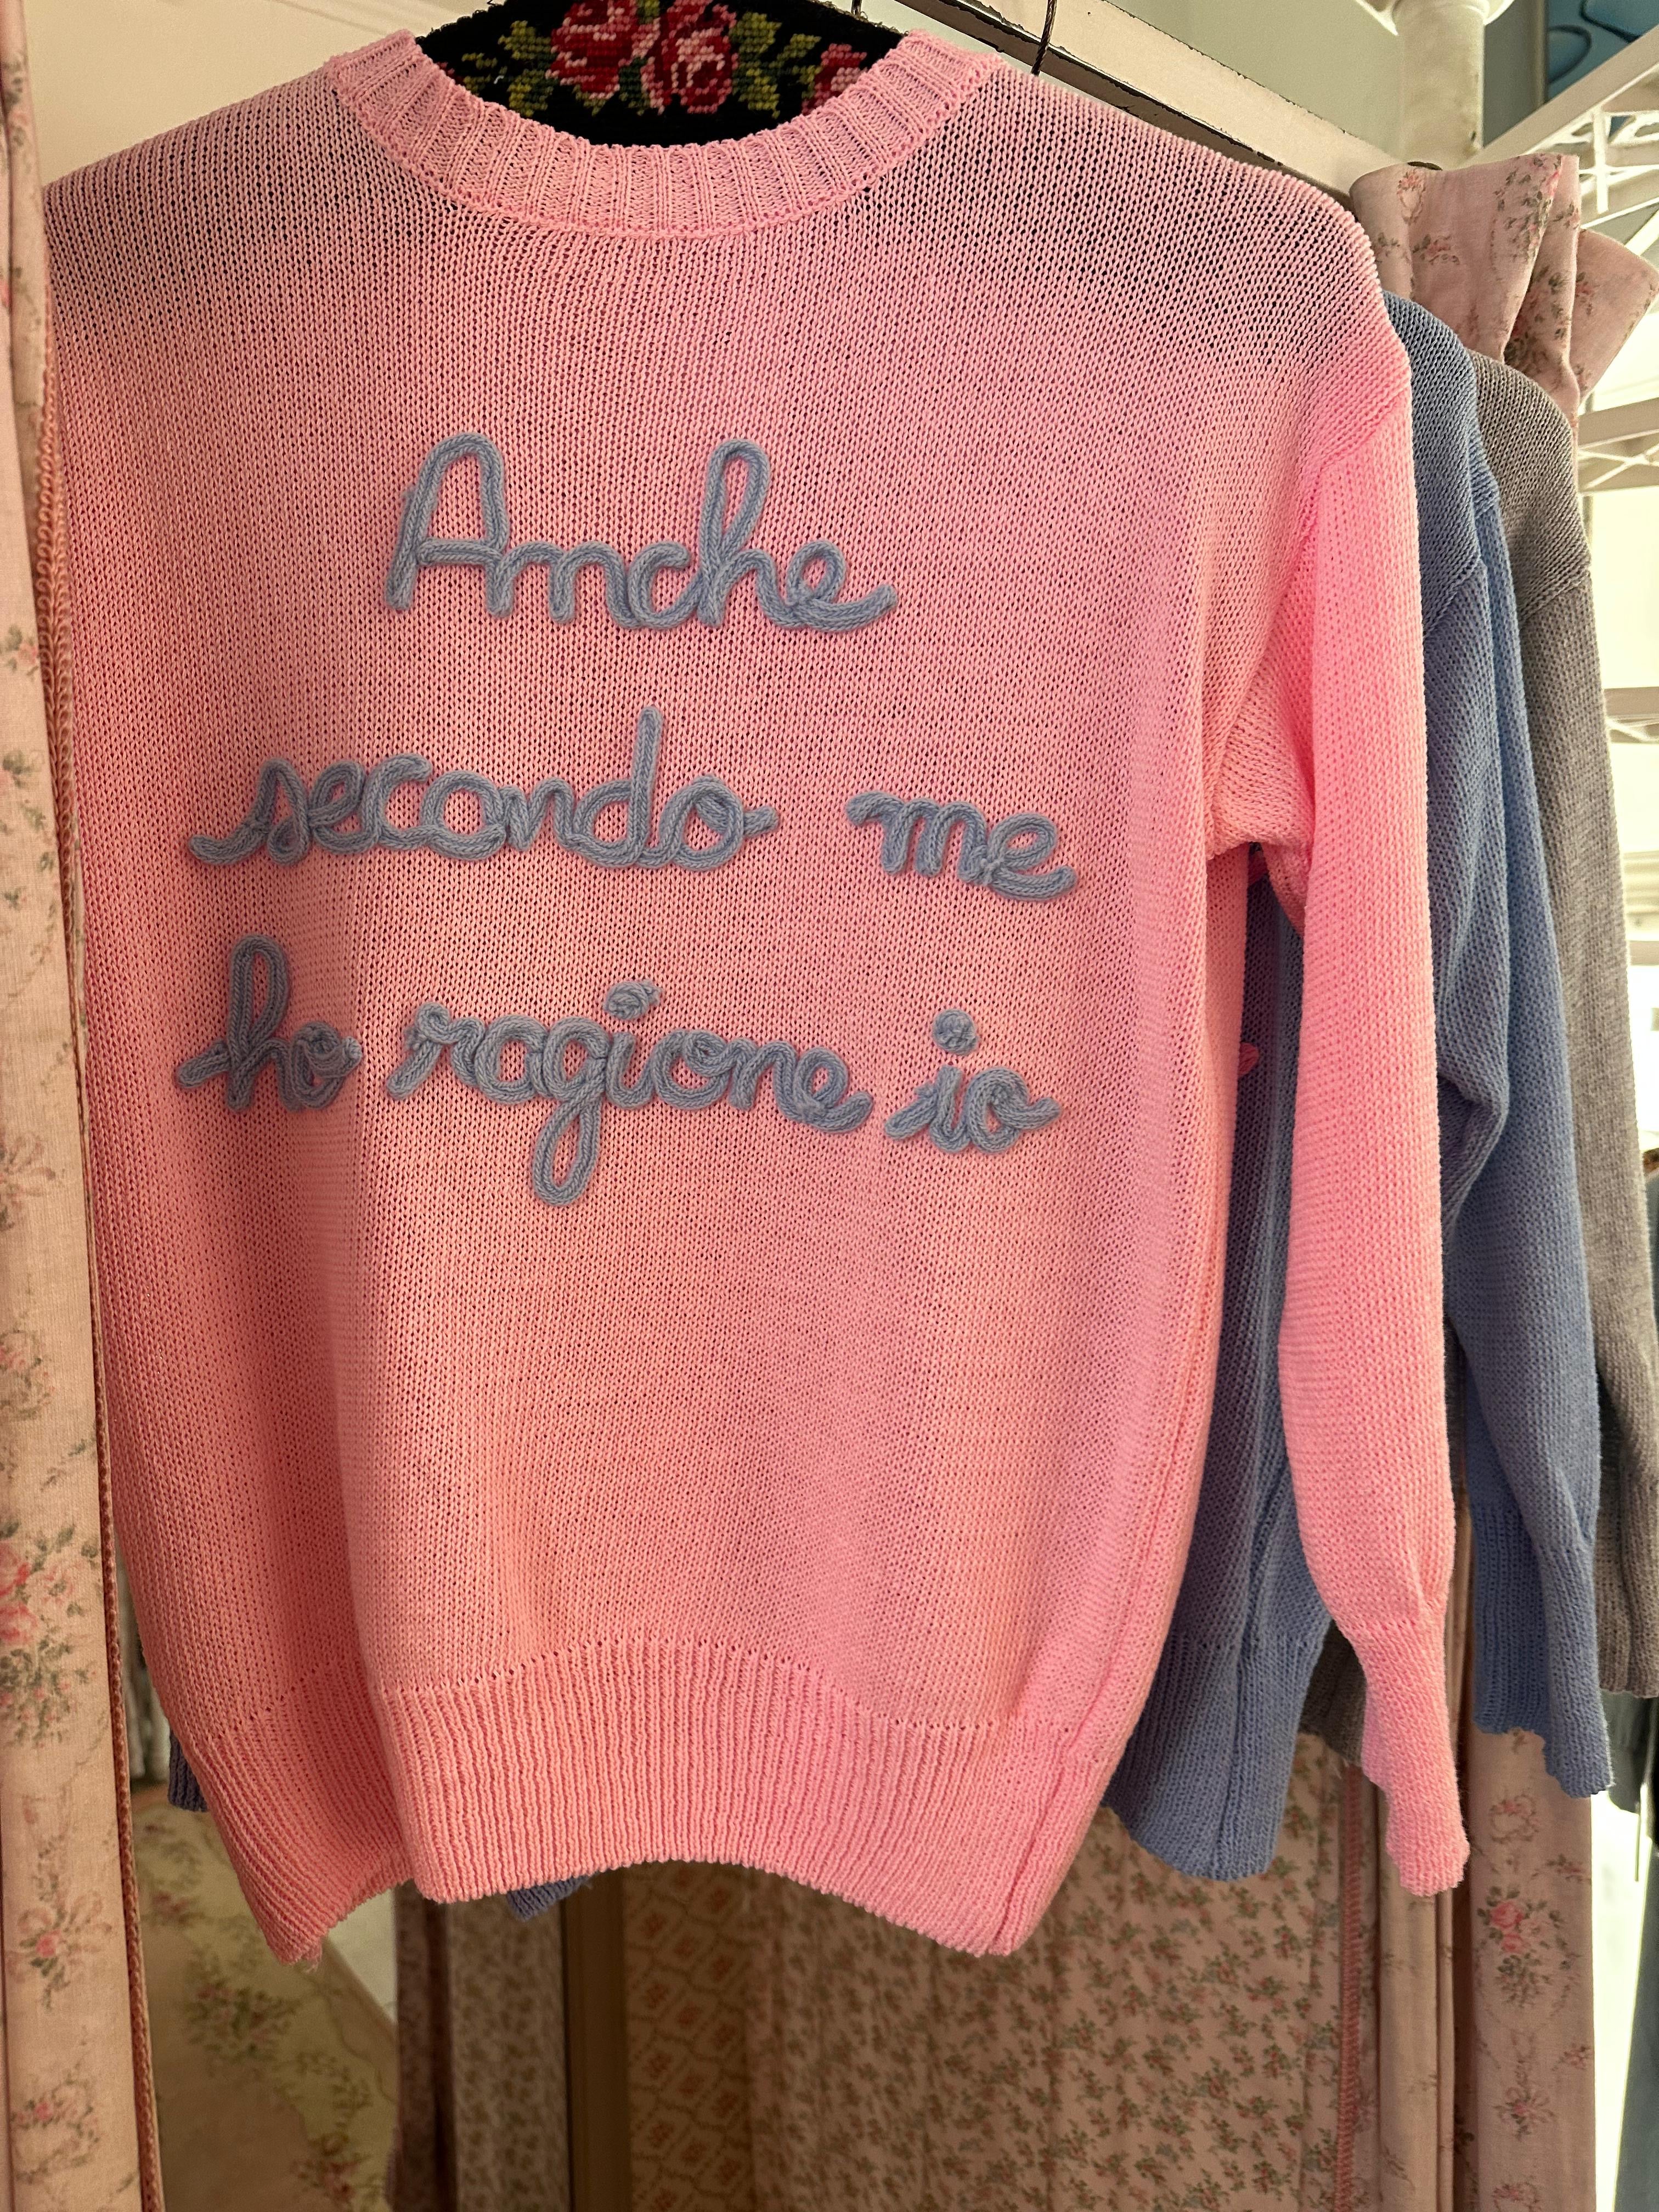 Anche
secondo me
ho ragione io